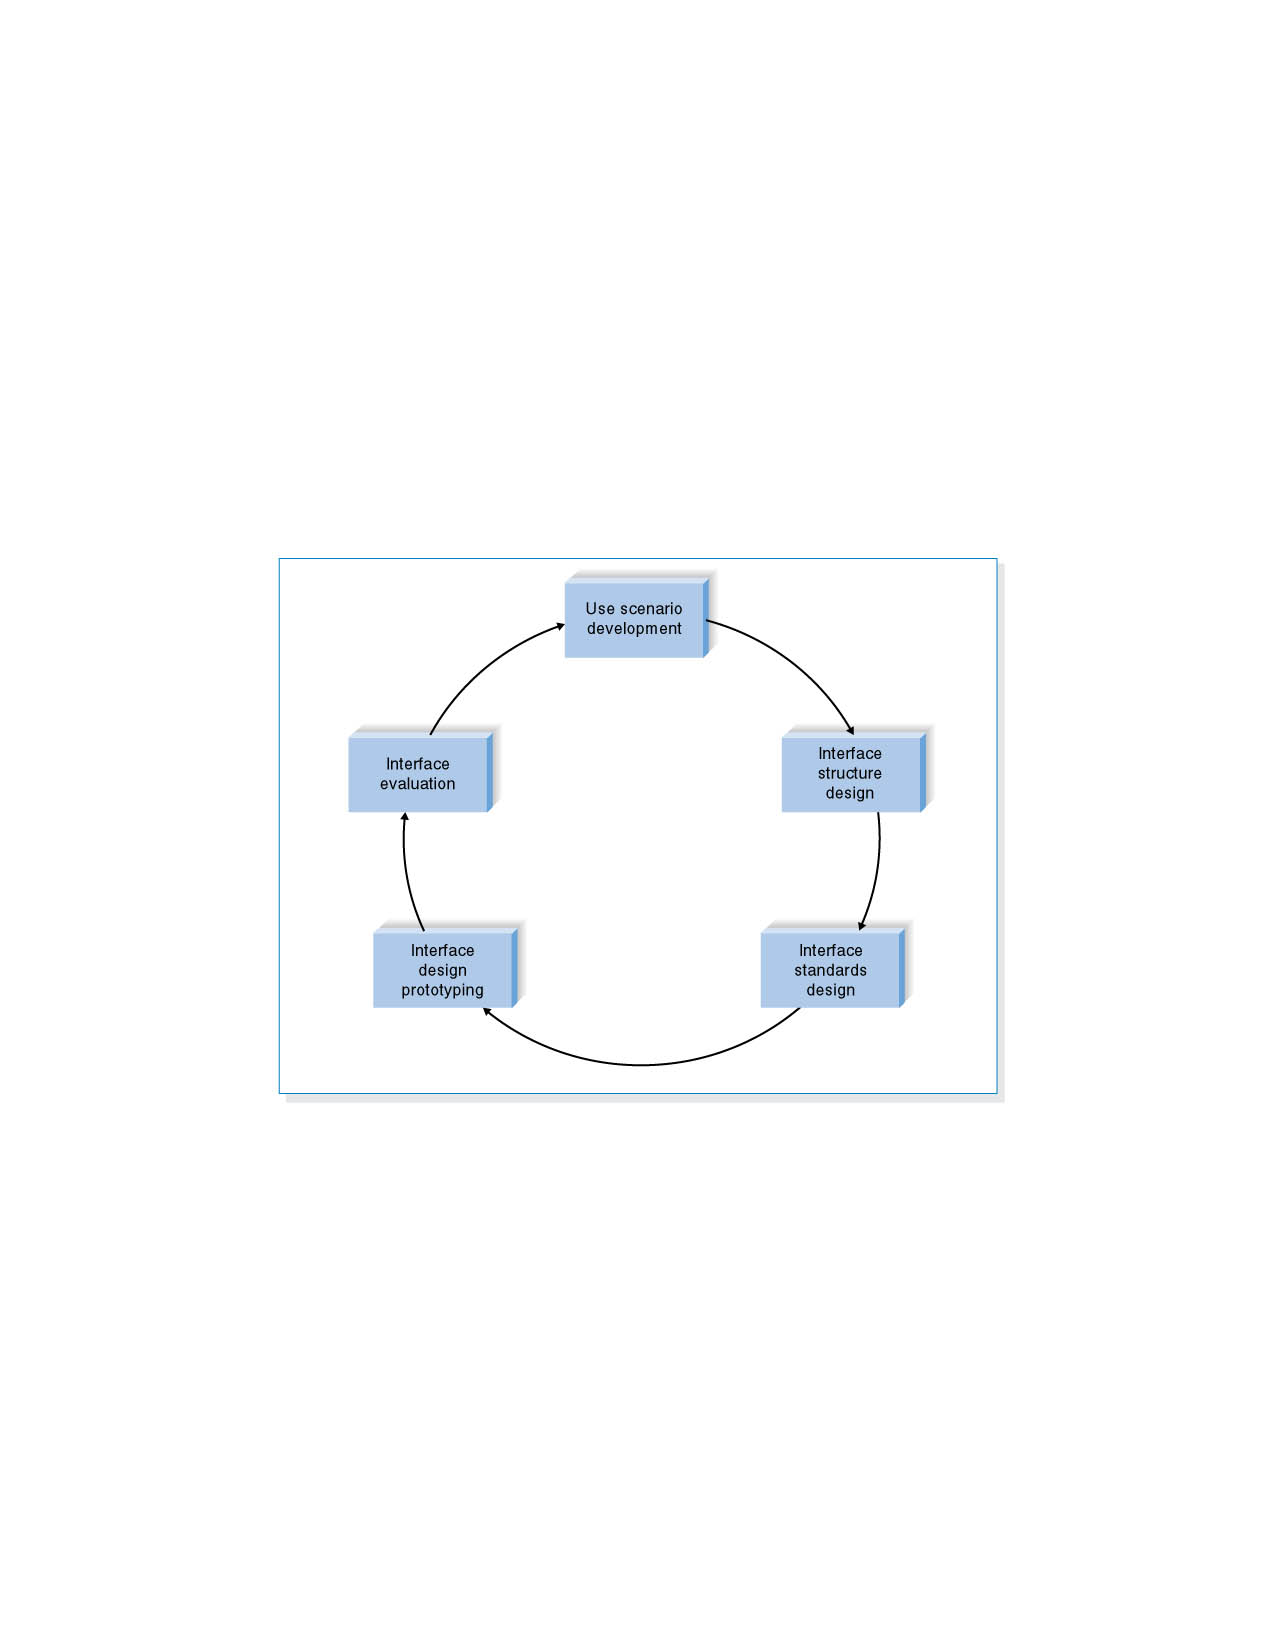 Use scenario
development
Interface
structure
design
Interface
standards
design
Interface
design
prototyping
Interface
evaluation